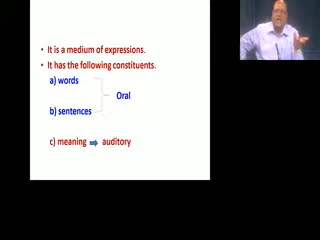 • It is a medium of expressions.
• It has the following constituents.
a) words
Oral
b) sentences
c) meaning auditory